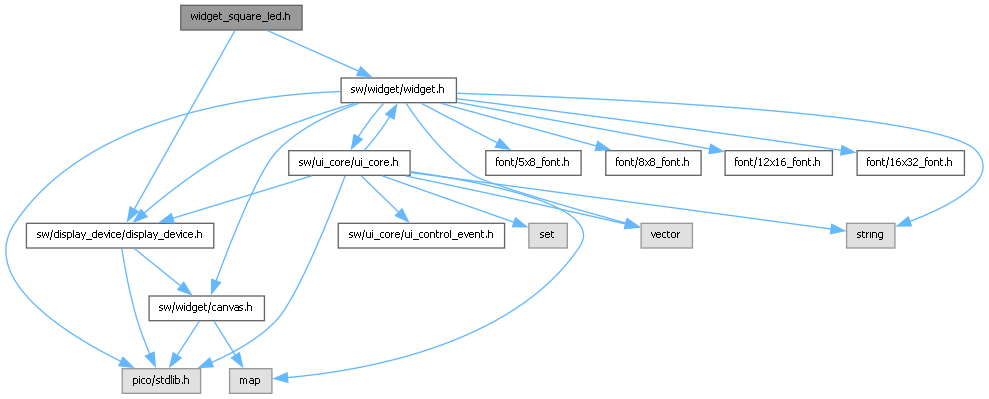 widget_square_led.h
sw/widget/widget.h
sw/ui_core/ui_core.h
font/5x8_font.h
font/8x8_font.h
font/12x16_font.h
font/16x32_font.h
sw/display_device/display_device.h
sw/ui_core/ui_control_event.h
set
vector
string
sw/widget/canvas.h
pico/stdlib.h
map